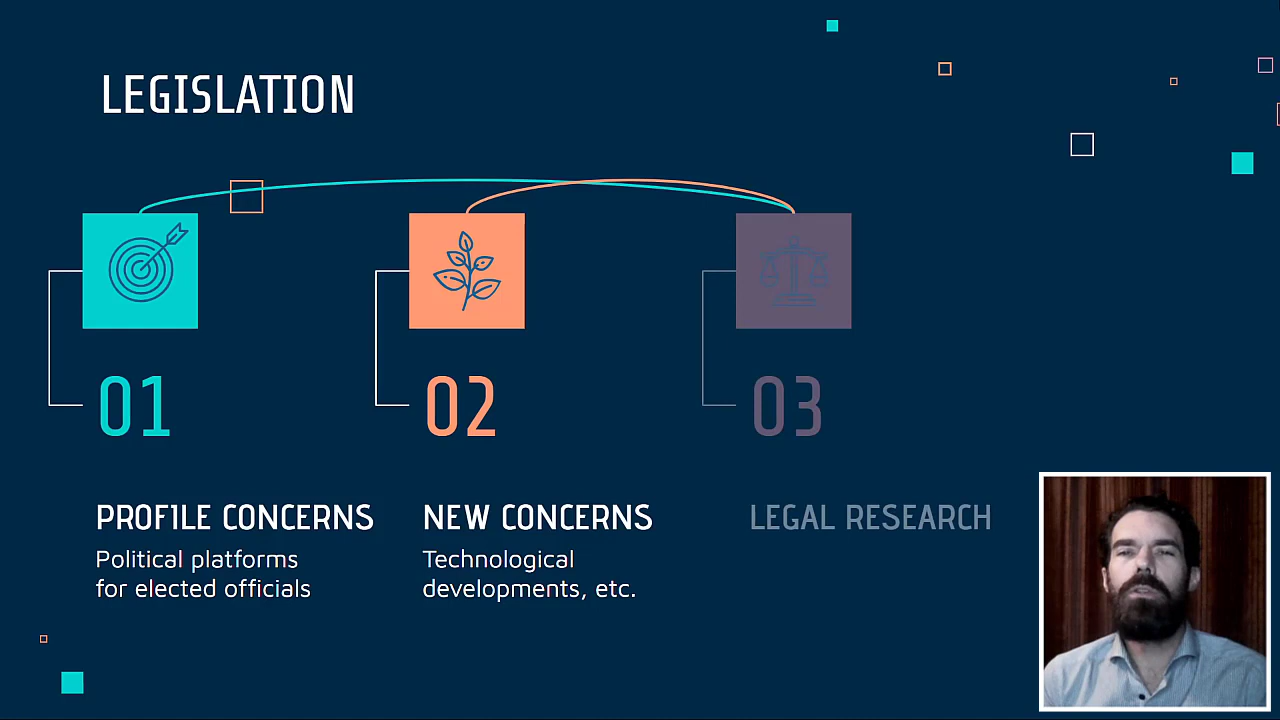 LEGISLATION
01
02
03
PROFILE CONCERNS
Political platforms
for elected officials
NEW CONCERNS
Technological
developments, etc.
LEGAL RESEARCH